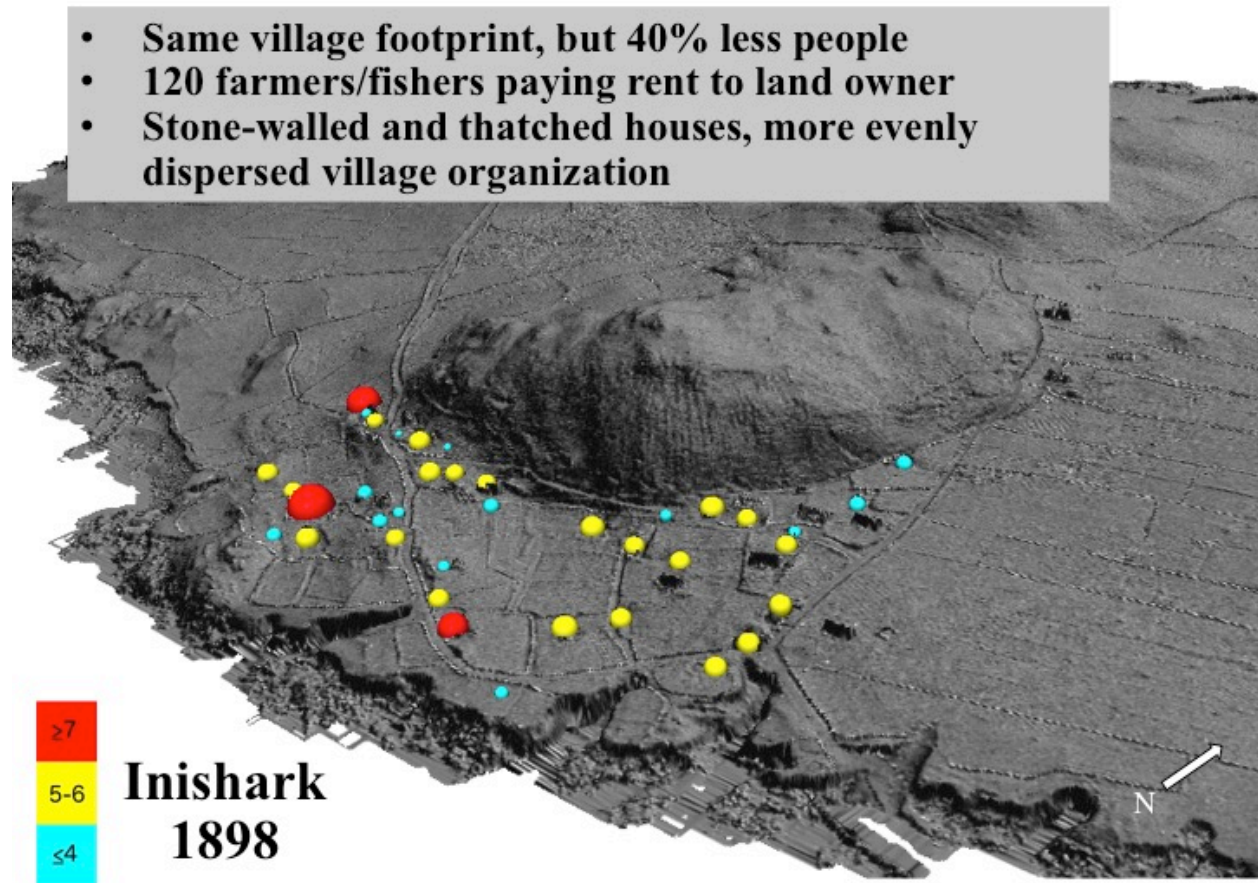 • Same village footprint, but 40% less people
• 120 farmers/fishers paying rent to land owner
• Stone-walled and thatched houses, more evenly
dispersed village organization
≥7
5-6
≤4
Inishark
1898
N